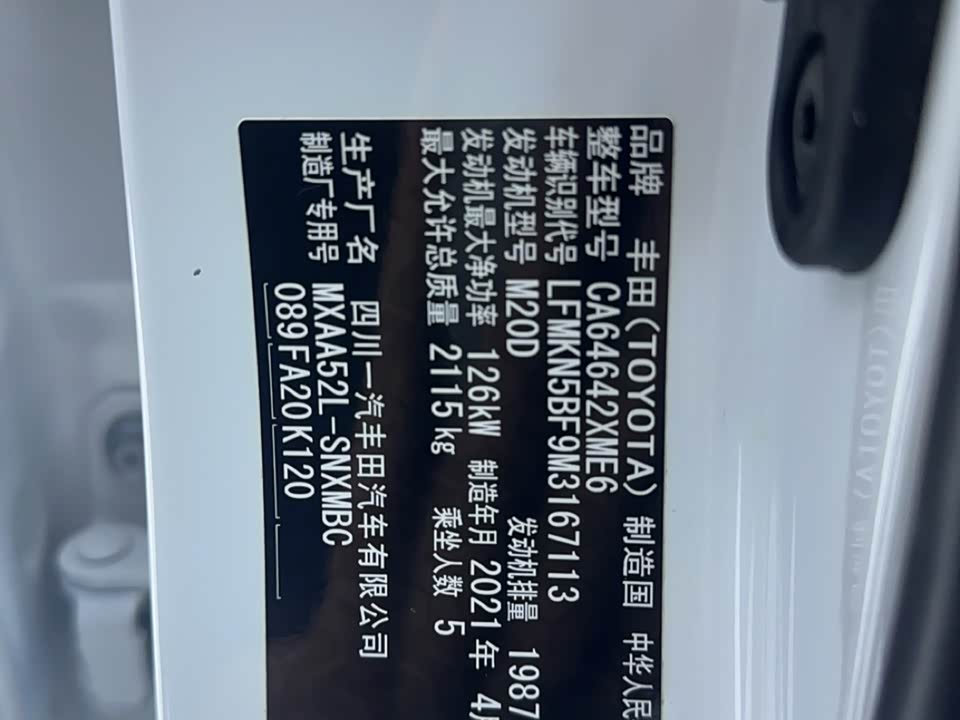 品牌 丰田(TOYOTA) 制造国 中华人民
整车型号 CA64642XME6
车辆识别代号 LFMKN5BF9M3167113
发动机型号 M20D 发动机排量 1987
发动机最大净功率 126kW 制造年月 2021年 4月
最大允许总质量 2115kg 乘坐人数 5
生产厂名 四川一汽丰田汽车有限公司
制造厂专用号 MXAA52L-SNXMBC
089FA20K120